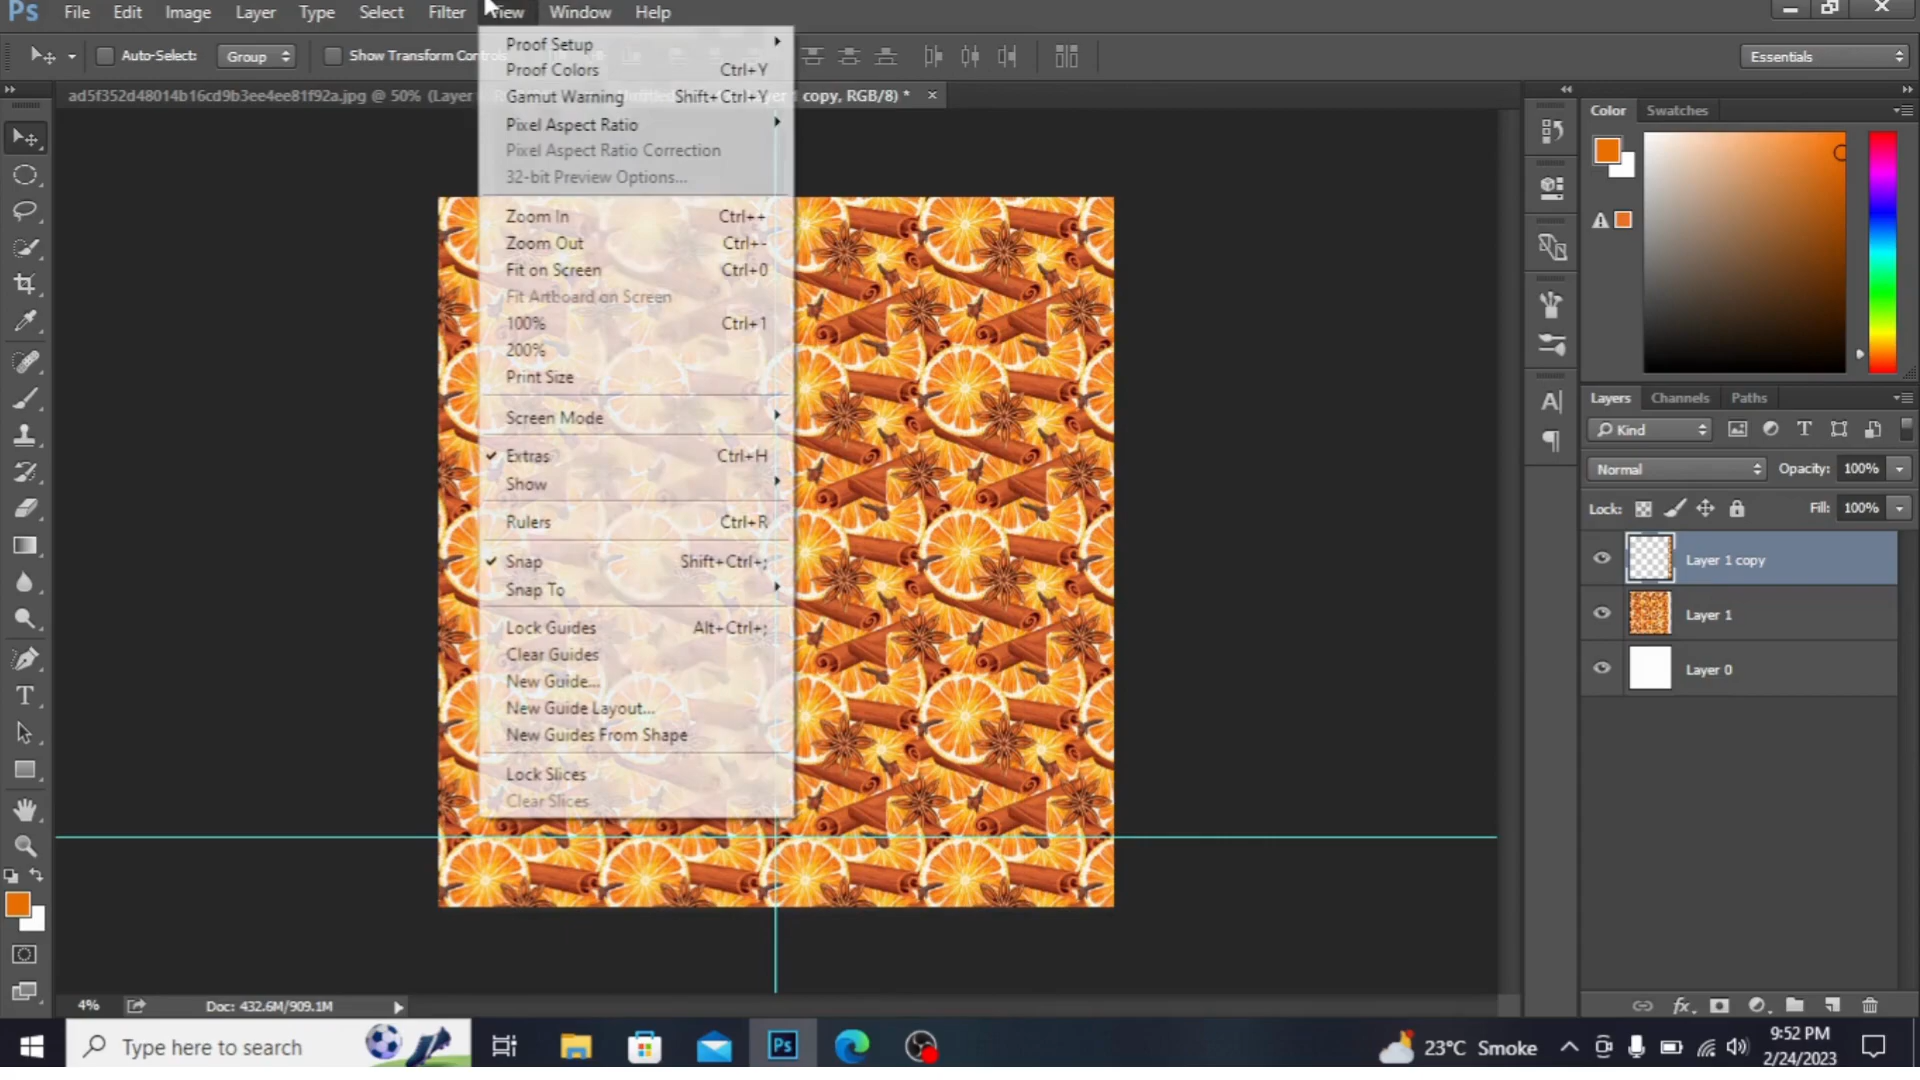 Ps File Edit Image Layer Type Select Filter View Window Help
Auto-Select: Group Show Transform Controls Essentials
ad5f352d48014b16cd9b3ee4ee81f92a.jpg @ 50% (Layer copy, RGB/8) *
Proof Setup
Proof Colors Ctrl+Y
Gamut Warning Shift+Ctrl+Y
Pixel Aspect Ratio
Pixel Aspect Ratio Correction
32-bit Preview Options...
Zoom In Ctrl++
Zoom Out Ctrl+-
Fit on Screen Ctrl+0
Fit Artboard on Screen
100% Ctrl+1
200%
Print Size
Screen Mode
Extras Ctrl+H
Show
Rulers Ctrl+R
Snap Shift+Ctrl+;
Snap To
Lock Guides Alt+Ctrl+;
Clear Guides
New Guide...
New Guide Layout...
New Guides From Shape
Lock Slices
Clear Slices
Color Swatches
Layers Channels Paths
Kind
Normal Opacity: 100%
Lock: Fill: 100%
Layer 1 copy
Layer 1
Layer 0
4% Doc: 432.6M/909.1M
Type here to search
Ps
23°C Smoke
9:52 PM
2/24/2023